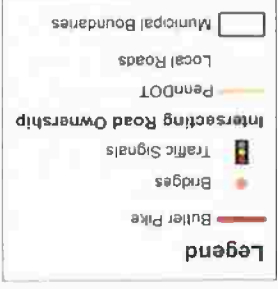 Legend
Butler Pike
Bridges
Traffic Signals
Intersecting Road Ownership
PennDOT
Local Roads
Municipal Boundaries